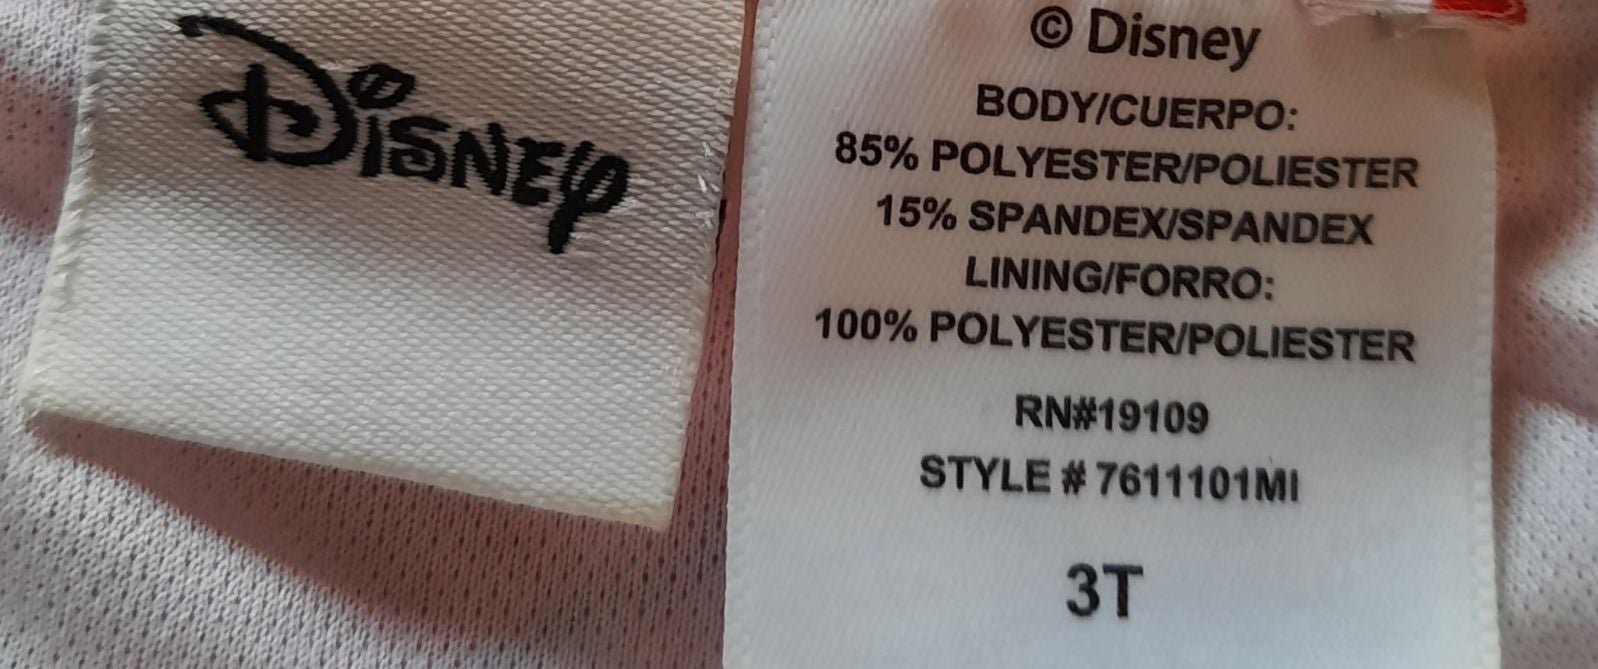 Disney
© Disney
BODY/CUERPO:
85% POLYESTER/POLIESTER
15% SPANDEX/SPANDEX
LINING/FORRO:
100% POLYESTER/POLIESTER
RN#19109
STYLE # 7611101MI
3T